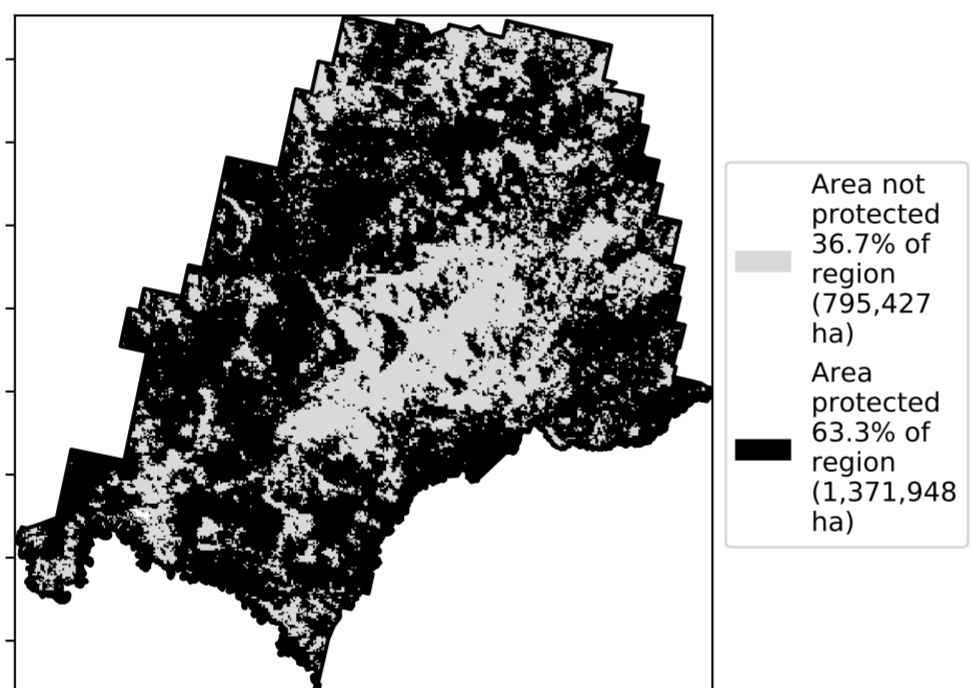 Area not
protected
36.7% of
region
(795,427
ha)
Area
protected
63.3% of
region
(1,371,948
ha)